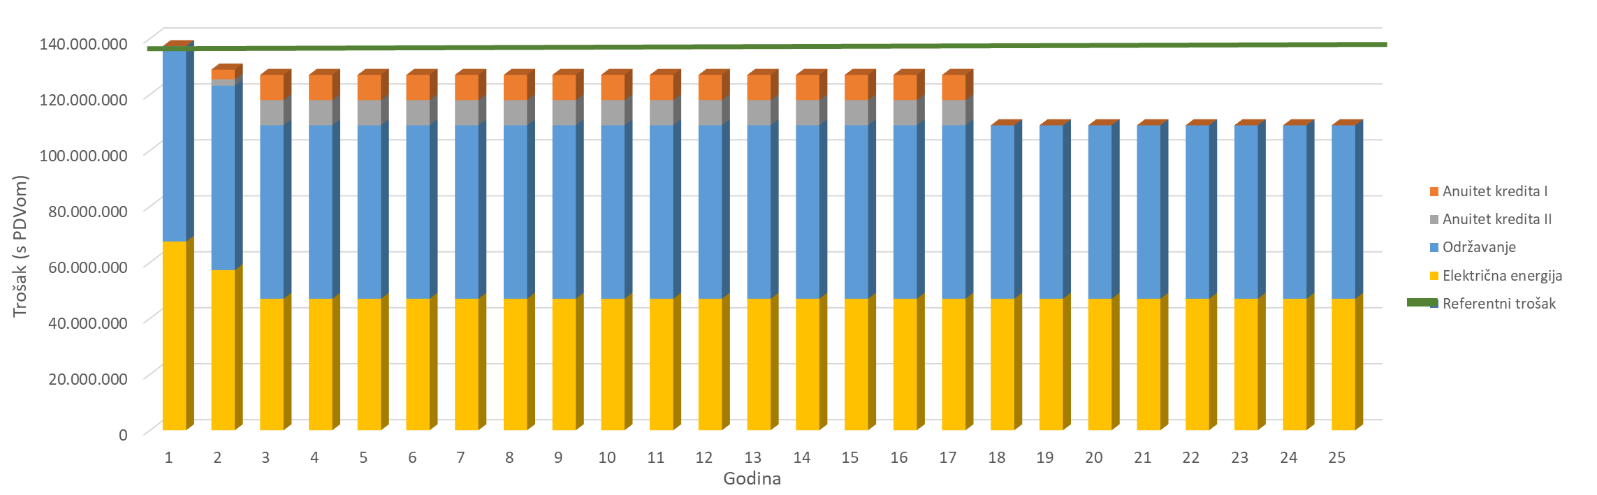 140.000.000
120.000.000
100.000.000
80.000.000
60.000.000
40.000.000
20.000.000
0
Trošak (s PDVom)
1 2 3 4 5 6 7 8 9 10 11 12 13 14 15 16 17 18 19 20 21 22 23 24 25
Godina
Anuitet kredita I
Anuitet kredita II
Održavanje
Električna energija
Referentni trošak